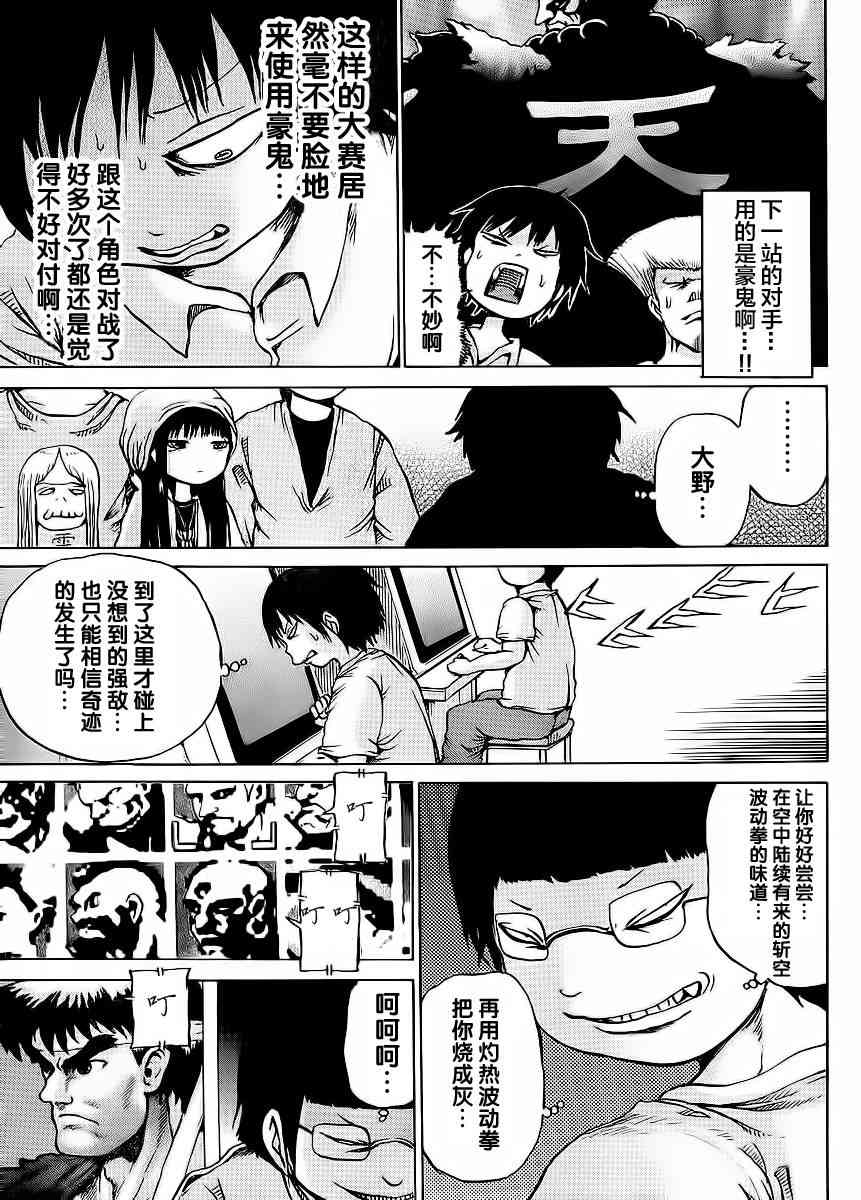 天
下一站的对手…
用的是豪鬼啊…!!
不…不妙啊
这样的大赛居
然毫不要脸地
来使用豪鬼…
跟这个角色对战了
好多次了都还是觉
得不好对付啊…
………
大野…
雲
到了这里才碰上
没想到的强敌…
也只能相信奇迹
的发生了吗…
让你好好尝尝…
在空中陆续有来的斩空
波动拳的味道…
再用灼热波动拳
把你烧成灰…
叮
叮叮
叮
呵呵呵…